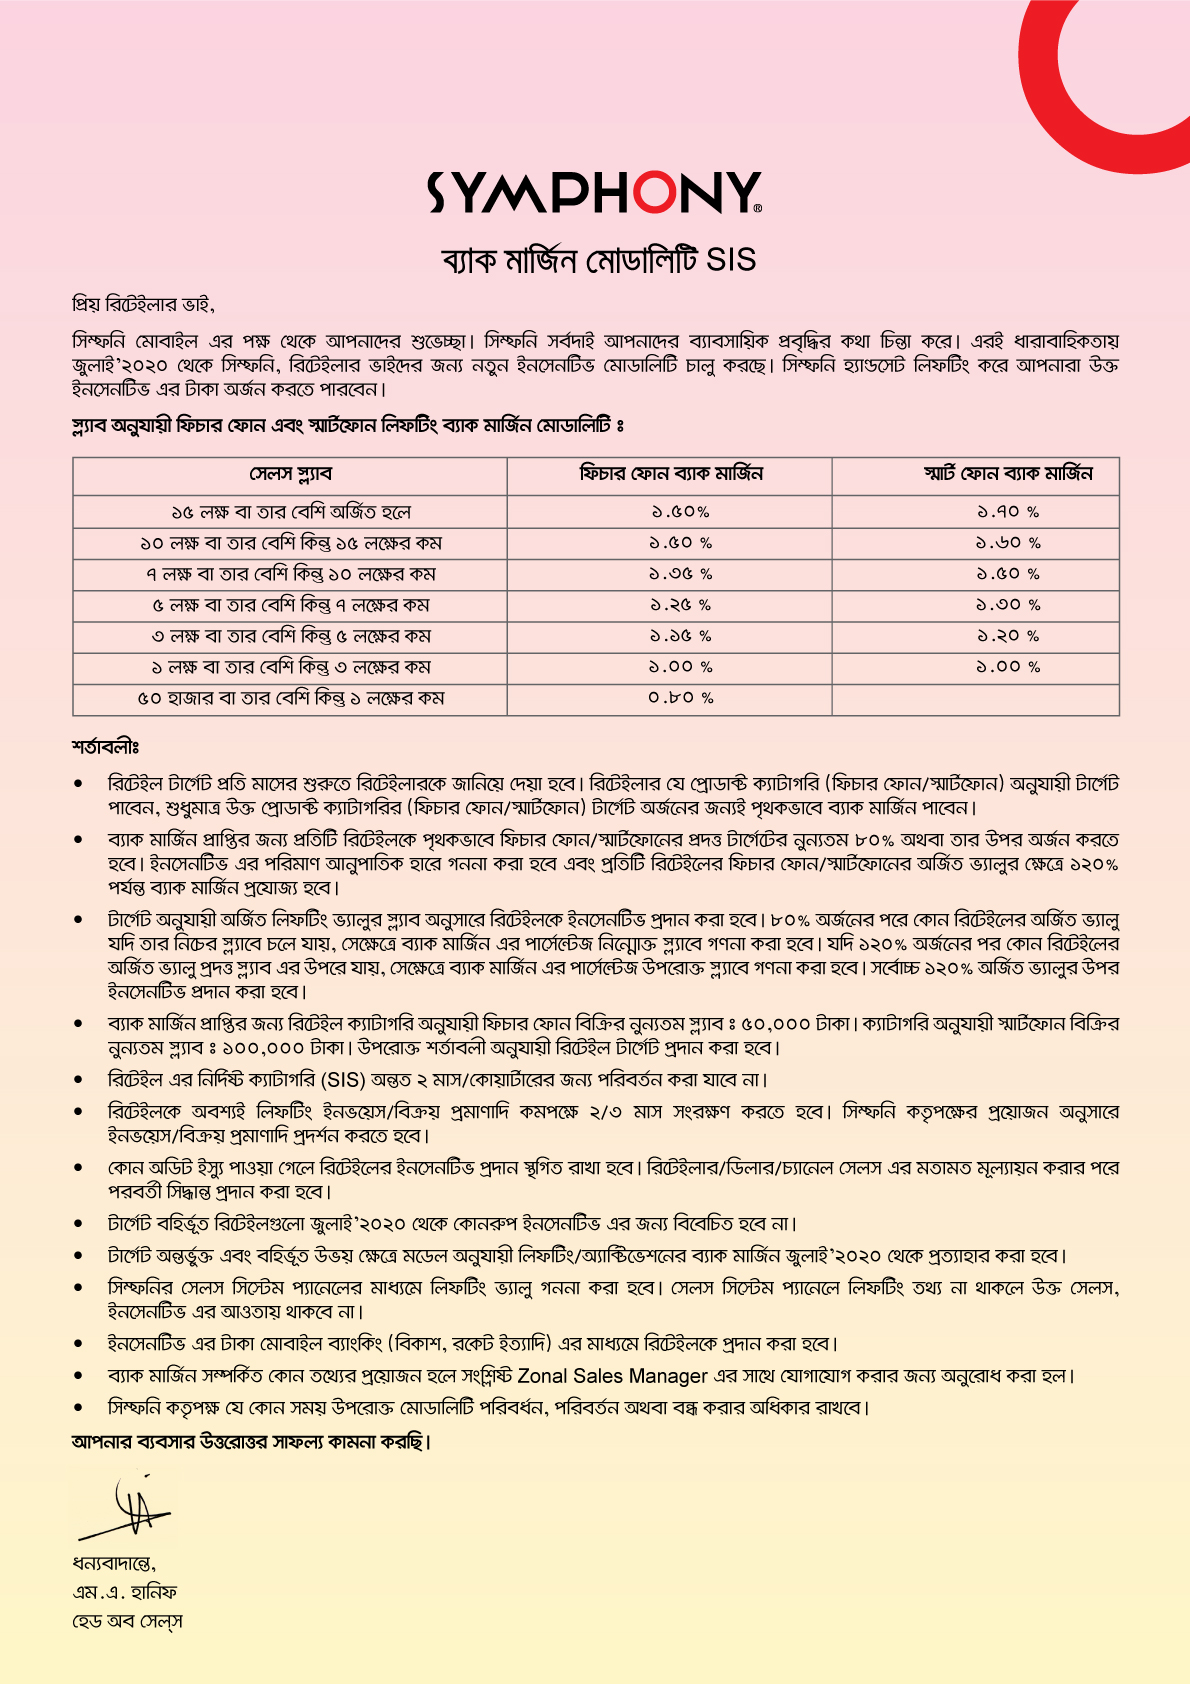 SYMPHONY®
ব্যাক মার্জিন মোডালিটি SIS
প্রিয় রিটেইলার ভাই,
সিম্ফনি মোবাইল এর পক্ষ থেকে আপনাদের শুভেচ্ছা। সিম্ফনি সর্বদাই আপনাদের ব্যাবসায়িক প্রবৃদ্ধির কথা চিন্তা করে। এরই ধারাবাহিকতায়
জুলাই’২০২০ থেকে সিম্ফনি, রিটেইলার ভাইদের জন্য নতুন ইনসেনটিভ মোডালিটি চালু করছে। সিম্ফনি হ্যান্ডসেট লিফটিং করে আপনারা উক্ত
ইনসেনটিভ এর টাকা অর্জন করতে পারবেন।
স্ল্যাব অনুযায়ী ফিচার ফোন এবং স্মার্টফোন লিফটিং ব্যাক মার্জিন মোডালিটি ঃ
সেলস স্ল্যাব ফিচার ফোন ব্যাক মার্জিন স্মার্ট ফোন ব্যাক মার্জিন
১৫ লক্ষ বা তার বেশি অর্জিত হলে ১.৫০% ১.৭০ %
১০ লক্ষ বা তার বেশি কিন্তু ১৫ লক্ষের কম ১.৫০ % ১.৬০ %
৭ লক্ষ বা তার বেশি কিন্তু ১০ লক্ষের কম ১.৩৫ % ১.৫০ %
৫ লক্ষ বা তার বেশি কিন্তু ৭ লক্ষের কম ১.২৫ % ১.৩০ %
৩ লক্ষ বা তার বেশি কিন্তু ৫ লক্ষের কম ১.১৫ % ১.২০ %
১ লক্ষ বা তার বেশি কিন্তু ৩ লক্ষের কম ১.০০ % ১.০০ %
৫০ হাজার বা তার বেশি কিন্তু ১ লক্ষের কম ০.৮০ %
শর্তাবলীঃ
• রিটেইল টার্গেট প্রতি মাসের শুরুতে রিটেইলারকে জানিয়ে দেয়া হবে। রিটেইলার যে প্রোডাক্ট ক্যাটাগরি (ফিচার ফোন/স্মার্টফোন) অনুযায়ী টার্গেট
পাবেন, শুধুমাত্র উক্ত প্রোডাক্ট ক্যাটাগরির (ফিচার ফোন/স্মার্টফোন) টার্গেট অর্জনের জন্যই পৃথকভাবে ব্যাক মার্জিন পাবেন।
• ব্যাক মার্জিন প্রাপ্তির জন্য প্রতিটি রিটেইলকে পৃথকভাবে ফিচার ফোন/স্মার্টফোনের প্রদত্ত টার্গেটের নুন্যতম ৮০% অথবা তার উপর অর্জন করতে
হবে। ইনসেনটিভ এর পরিমাণ আনুপাতিক হারে গননা করা হবে এবং প্রতিটি রিটেইলের ফিচার ফোন/স্মার্টফোনের অর্জিত ভ্যালুর ক্ষেত্রে ১২০%
পর্যন্ত ব্যাক মার্জিন প্রযোজ্য হবে।
• টার্গেট অনুযায়ী অর্জিত লিফটিং ভ্যালুর স্ল্যাব অনুসারে রিটেইলকে ইনসেনটিভ প্রদান করা হবে। ৮০% অর্জনের পরে কোন রিটেইলের অর্জিত ভ্যালু
যদি তার নিচের স্ল্যাবে চলে যায়, সেক্ষেত্রে ব্যাক মার্জিন এর পার্সেন্টেজ নিম্নোক্ত স্ল্যাবে গণনা করা হবে। যদি ১২০% অর্জনের পর কোন রিটেইলের
অর্জিত ভ্যালু প্রদত্ত স্ল্যাব এর উপরে যায়, সেক্ষেত্রে ব্যাক মার্জিন এর পার্সেন্টেজ উপরোক্ত স্ল্যাবে গণনা করা হবে। সর্বোচ্চ ১২০% অর্জিত ভ্যালুর উপর
ইনসেনটিভ প্রদান করা হবে।
• ব্যাক মার্জিন প্রাপ্তির জন্য রিটেইল ক্যাটাগরি অনুযায়ী ফিচার ফোন বিক্রির নুন্যতম স্ল্যাব ঃ ৫০,০০০ টাকা। ক্যাটাগরি অনুযায়ী স্মার্টফোন বিক্রির
নুন্যতম স্ল্যাব ঃ ১০০,০০০ টাকা। উপরোক্ত শর্তাবলী অনুযায়ী রিটেইল টার্গেট প্রদান করা হবে।
• রিটেইল এর নির্দিষ্ট ক্যাটাগরি (SIS) অন্তত ২ মাস/কোয়ার্টারের জন্য পরিবর্তন করা যাবে না।
• রিটেইলকে অবশ্যই লিফটিং ইনভয়েস/বিক্রয় প্রমাণাদি কমপক্ষে ২/৩ মাস সংরক্ষণ করতে হবে। সিম্ফনি কতৃপক্ষের প্রয়োজন অনুসারে
ইনভয়েস/বিক্রয় প্রমাণাদি প্রদর্শন করতে হবে।
• কোন অডিট ইস্যু পাওয়া গেলে রিটেইলের ইনসেনটিভ প্রদান স্থগিত রাখা হবে। রিটেইলার/ডিলার/চ্যানেল সেলস এর মতামত মূল্যায়ন করার পরে
পরবর্তী সিদ্ধান্ত প্রদান করা হবে।
• টার্গেট বহির্ভূত রিটেইলগুলো জুলাই’২০২০ থেকে কোনরুপ ইনসেনটিভ এর জন্য বিবেচিত হবে না।
• টার্গেট অন্তর্ভুক্ত এবং বহির্ভূত উভয় ক্ষেত্রে মডেল অনুযায়ী লিফটিং/অ্যাক্টিভেশনের ব্যাক মার্জিন জুলাই’২০২০ থেকে প্রত্যাহার করা হবে।
• সিম্ফনির সেলস সিস্টেম প্যানেলের মাধ্যমে লিফটিং ভ্যালু গননা করা হবে। সেলস সিস্টেম প্যানেলে লিফটিং তথ্য না থাকলে উক্ত সেলস,
ইনসেনটিভ এর আওতায় থাকবে না।
• ইনসেনটিভ এর টাকা মোবাইল ব্যাংকিং (বিকাশ, রকেট ইত্যাদি) এর মাধ্যমে রিটেইলকে প্রদান করা হবে।
• ব্যাক মার্জিন সম্পর্কিত কোন তথ্যের প্রয়োজন হলে সংশ্লিষ্ট Zonal Sales Manager এর সাথে যোগাযোগ করার জন্য অনুরোধ করা হল।
• সিম্ফনি কতৃপক্ষ যে কোন সময় উপরোক্ত মোডালিটি পরিবর্ধন, পরিবর্তন অথবা বন্ধ করার অধিকার রাখবে।
আপনার ব্যবসার উত্তরোত্তর সাফল্য কামনা করছি।
ধন্যবাদান্তে,
এম.এ. হানিফ
হেড অব সেল্‌স